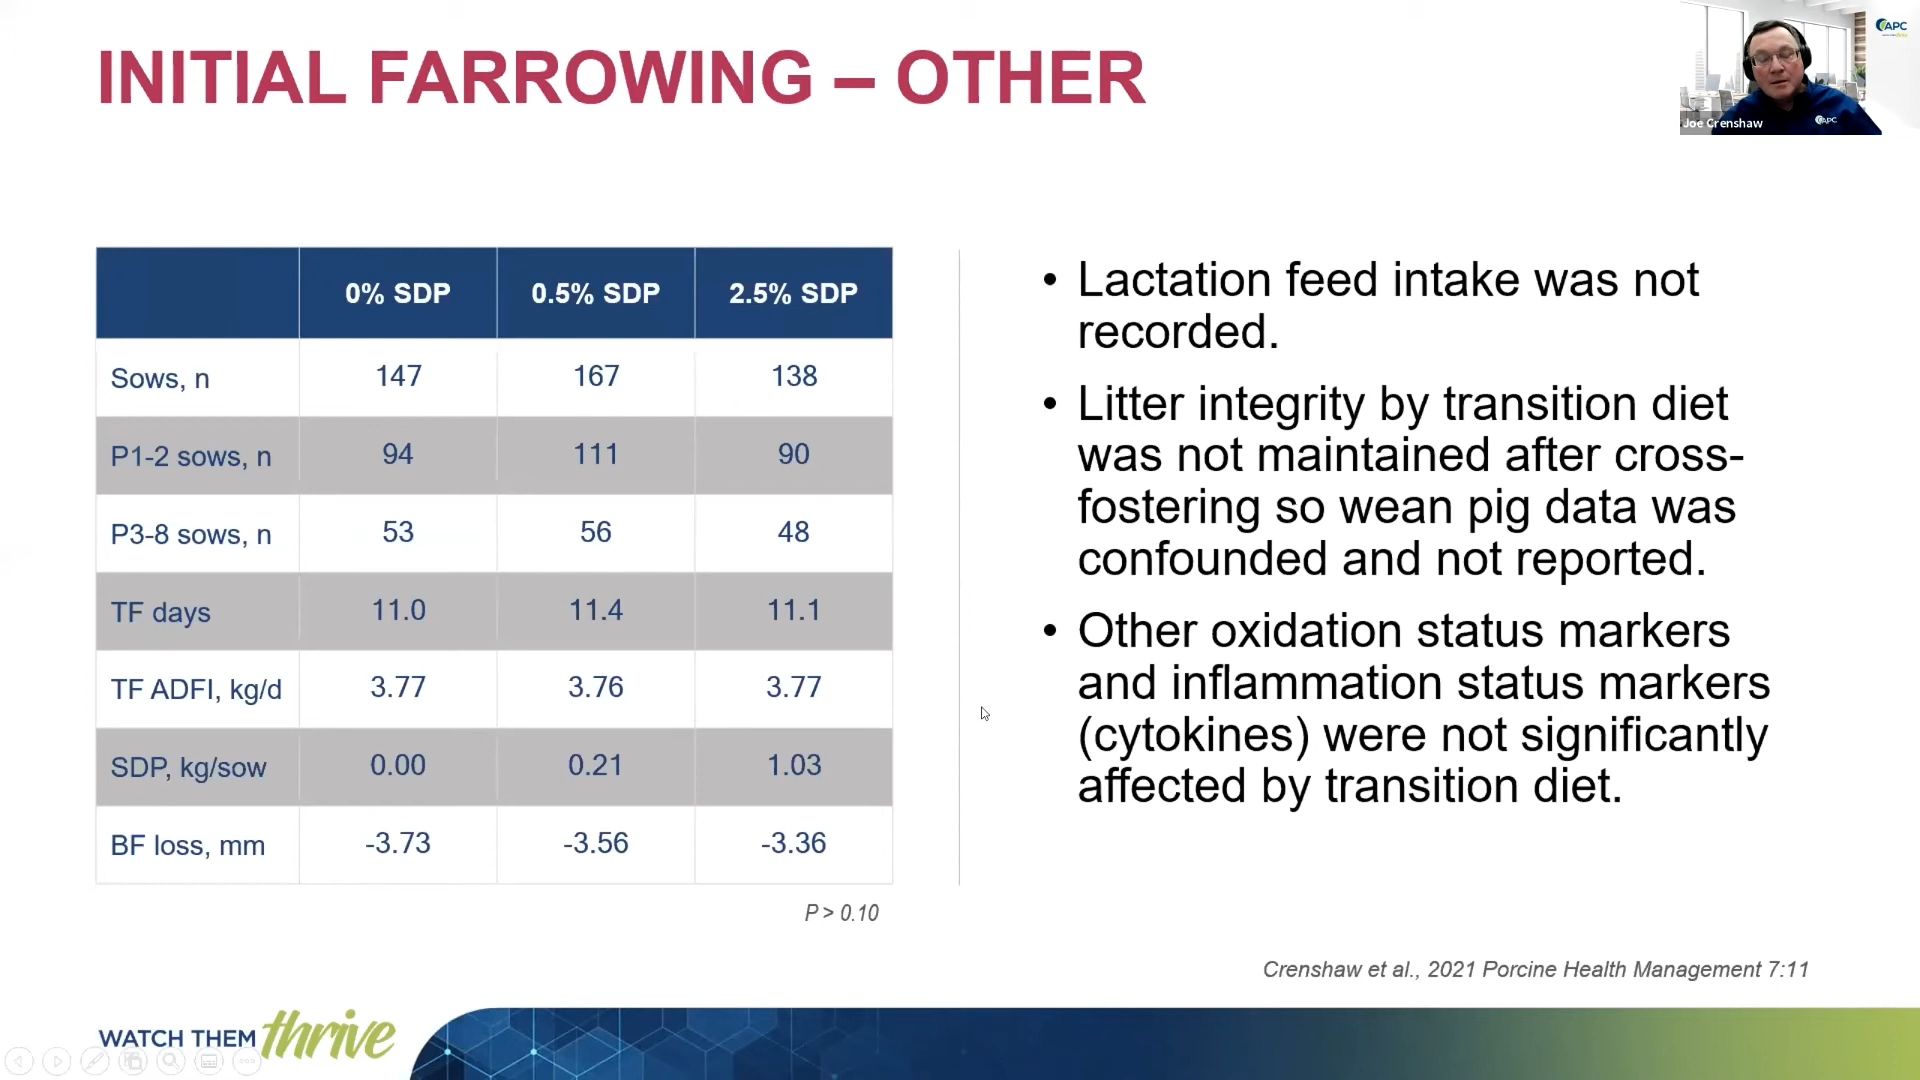 INITIAL FARROWING – OTHER
APC
Joe Crenshaw
APC
0% SDP 0.5% SDP 2.5% SDP
Sows, n 147 167 138
P1-2 sows, n 94 111 90
P3-8 sows, n 53 56 48
TF days 11.0 11.4 11.1
TF ADFI, kg/d 3.77 3.76 3.77
SDP, kg/sow 0.00 0.21 1.03
BF loss, mm -3.73 -3.56 -3.36
P > 0.10
• Lactation feed intake was not
recorded.
• Litter integrity by transition diet
was not maintained after cross-
fostering so wean pig data was
confounded and not reported.
• Other oxidation status markers
and inflammation status markers
(cytokines) were not significantly
affected by transition diet.
Crenshaw et al., 2021 Porcine Health Management 7:11
WATCH THEM thrive